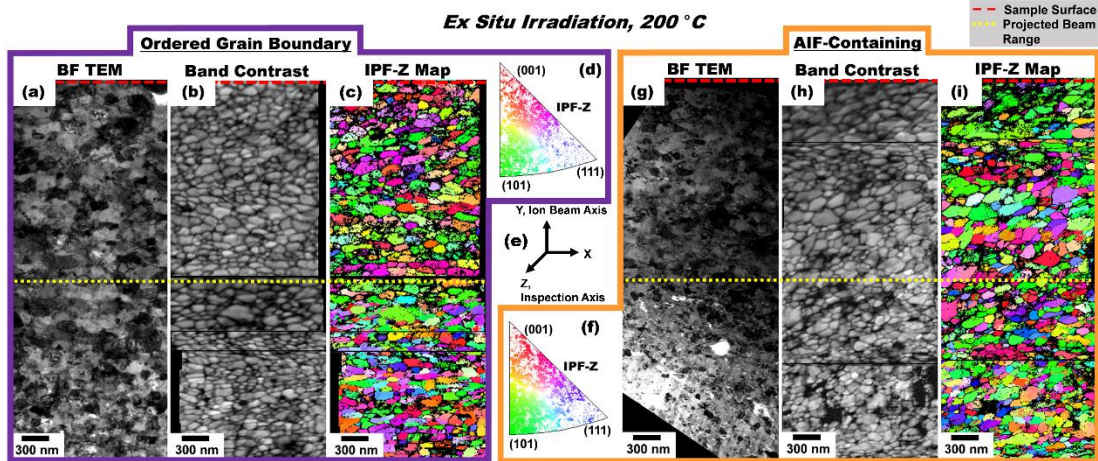 Ex Situ Irradiation, 200 °C
Sample Surface
Projected Beam
Range
Ordered Grain Boundary
BF TEM
Band Contrast
IPF-Z Map
(a)
(b)
(c)
(001)
(d)
IPF-Z
(101)
(111)
Y, Ion Beam Axis
(e)
X
Z,
Inspection Axis
(001)
(f)
IPF-Z
(101)
(111)
300 nm
300 nm
300 nm
AIF-Containing
BF TEM
Band Contrast
IPF-Z Map
(g)
(h)
(i)
300 nm
300 nm
300 nm